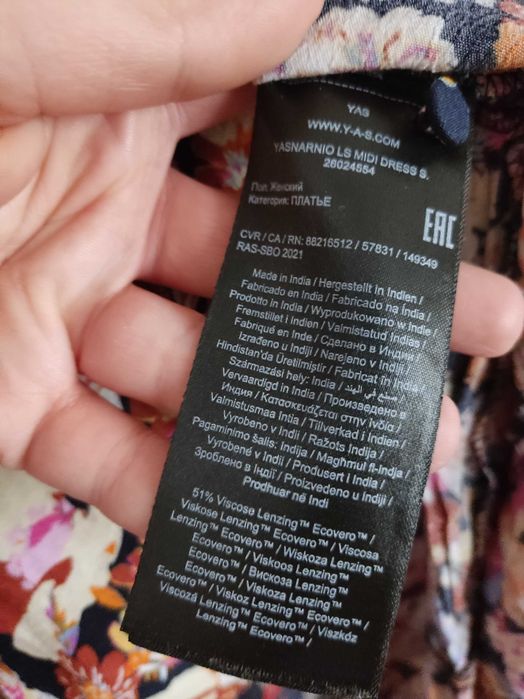 YAS
WWW.Y-A-S.COM
YASNARNIO LS MIDI DRESS S.
26024554
Пол: Женский
Категория: ПЛАТЬЕ
EAC
CVR / CA / RN: 88216512 / 57831 / 149349
RAS-SBO 2021
Made in India / Hergestellt in Indien /
Fabricado en India / Fabricado na Índia /
Prodotto in India / Wyprodukowano w Indie /
Fremstillet i Indien / Valmistatud Indias /
Fabriqué en Inde / Сделано в Индии /
Izrađeno u Indiji / Narejeno v Indiji /
Hindistan'da Üretilmiştir / Fabricat în India /
Származási hely: India / صنع في الهند /
Vervaardigd in India / Произведено в
Индия / Κατασκευάζεται στην Ινδία /
Valmistusmaa Intia / Tillverkad i Indien /
Vyrobeno v Indii / Ražots Indija /
Pagaminimo šalis: Indija / Magħmul fl-Indja /
Vyrobené v Indii / Produsert I India /
Зроблено в Індії / Proizvedeno u Indiji /
Prodhuar në Indi
51% Viscose Lenzing™ Ecovero™ /
Viskose Lenzing™ Ecovero™ / Viscosa
Lenzing™ Ecovero™ / Wiskoza Lenzing™
Ecovero™ / Viskoos Lenzing™
Ecovero™ / Вискоза Lenzing™
Ecovero™ / Viskoza Lenzing™
Ecovero™ / Viskoz Lenzing™ Ecovero™ /
Viscoză Lenzing™ Ecovero™ / Viszkóz
Lenzing™ Ecovero™ /